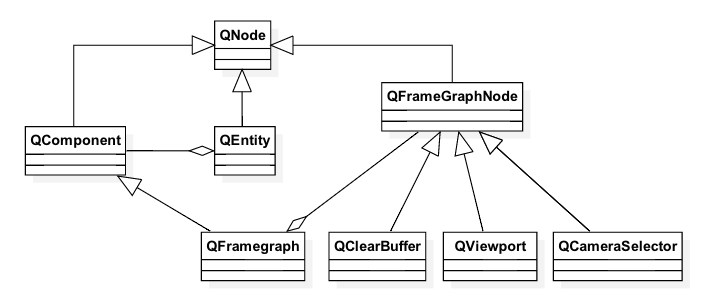 QNode
QFrameGraphNode
QComponent
QEntity
QFramegraph
QClearBuffer
QViewport
QCameraSelector